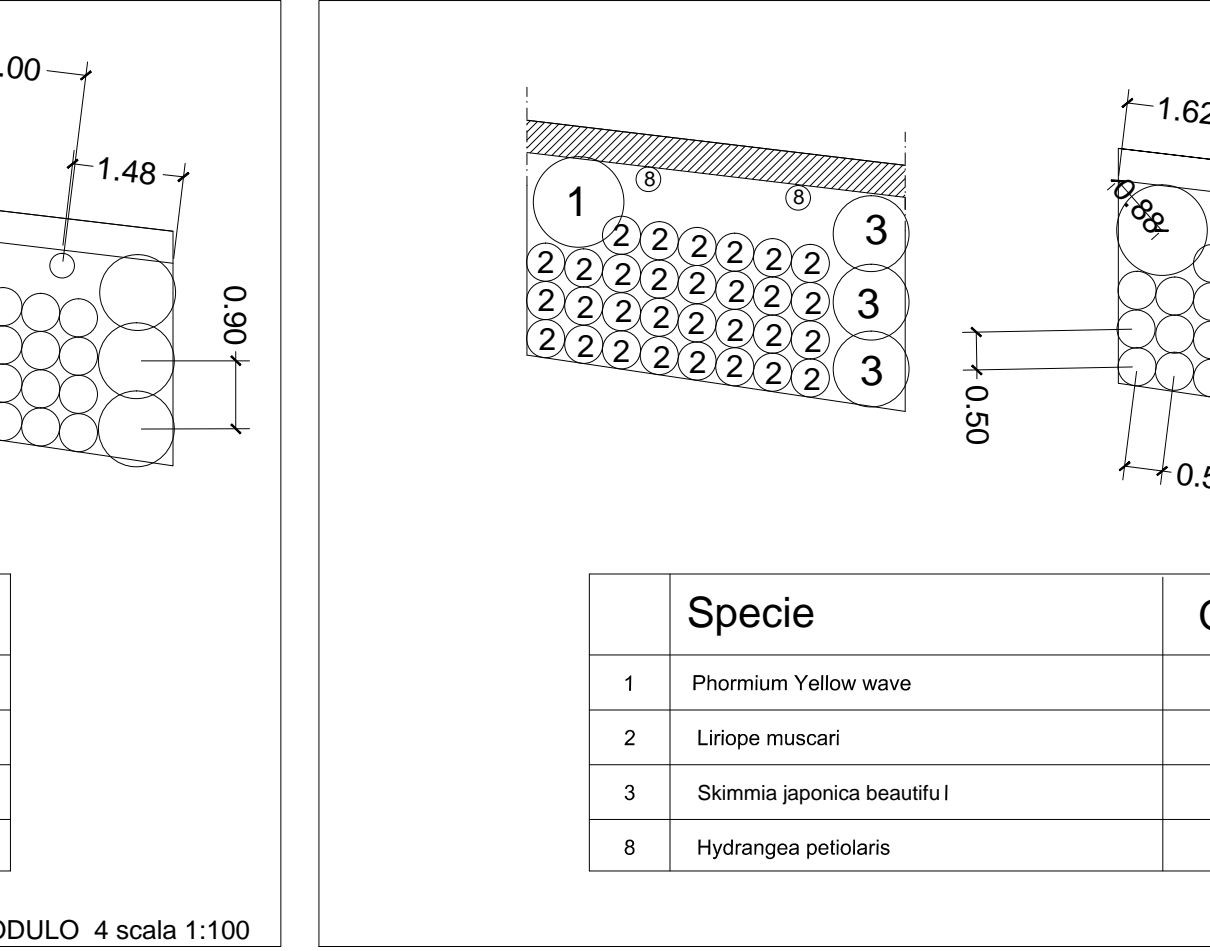 .00
1.48
0.90
ODULO 4 scala 1:100
1 8 8
3
2 2 2 2 2 2
2 2 2 2 2 2 2 2
3
2 2 2 2 2 2 2 2
2 2 2 2 2 2 2 2
3
1.62
0.88
0.50
0.5
Specie
1 Phormium Yellow wave
2 Liriope muscari
3 Skimmia japonica beautiful
8 Hydrangea petiolaris